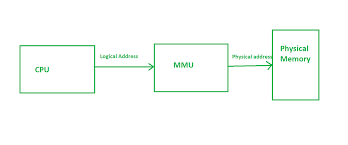 CPU
Logical Address
MMU
Physical address
Physical
Memory